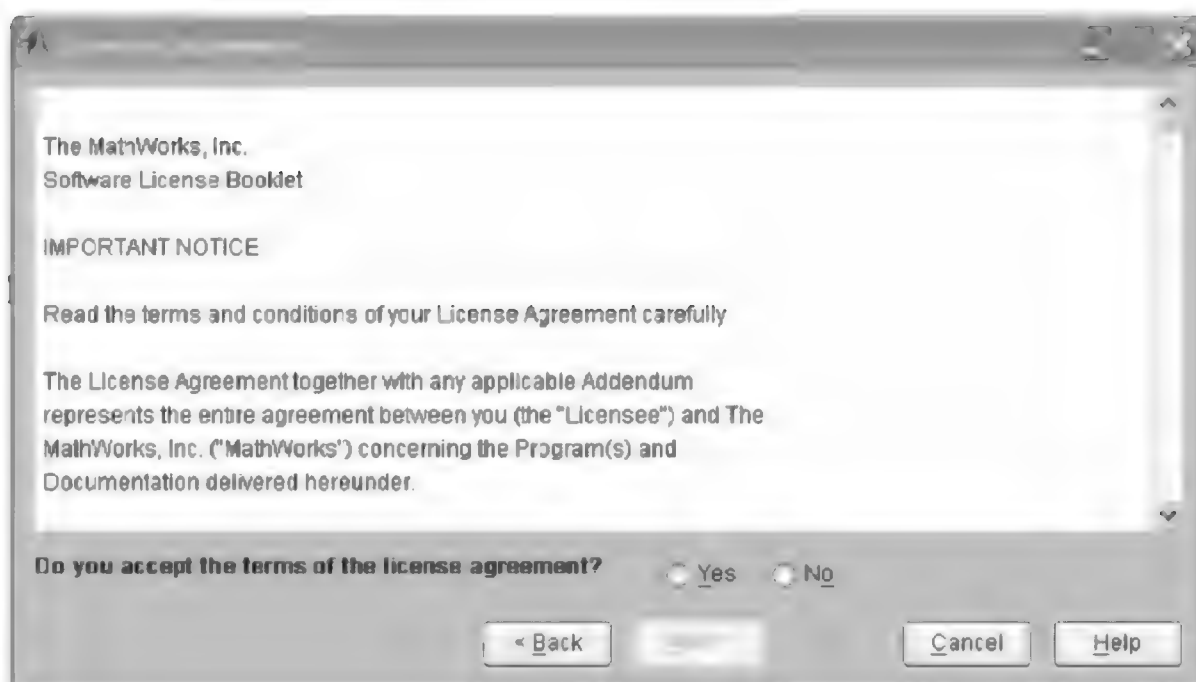 The MathWorks, Inc.
Software License Booklet
IMPORTANT NOTICE
Read the terms and conditions of your License Agreement carefully
The License Agreement together with any applicable Addendum
represents the entire agreement between you (the "Licensee") and The
MathWorks, Inc. ("MathWorks") concerning the Program(s) and
Documentation delivered hereunder.
Do you accept the terms of the license agreement? Yes No
< Back Cancel Help